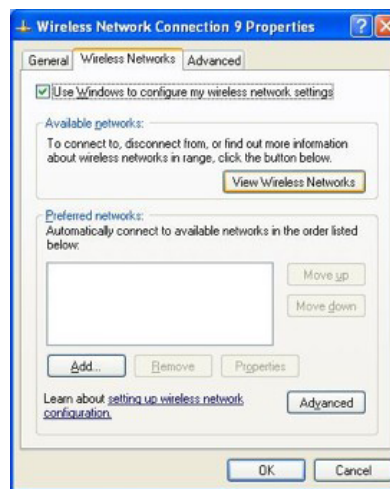 Wireless Network Connection 9 Properties
General Wireless Networks Advanced
Use Windows to configure my wireless network settings
Available networks:
To connect to, disconnect from, or find out more information
about wireless networks in range, click the button below.
View Wireless Networks
Preferred networks:
Automatically connect to available networks in the order listed
below:
Move up
Move down
Add... Remove Properties
Learn about setting up wireless network
configuration.
Advanced
OK Cancel